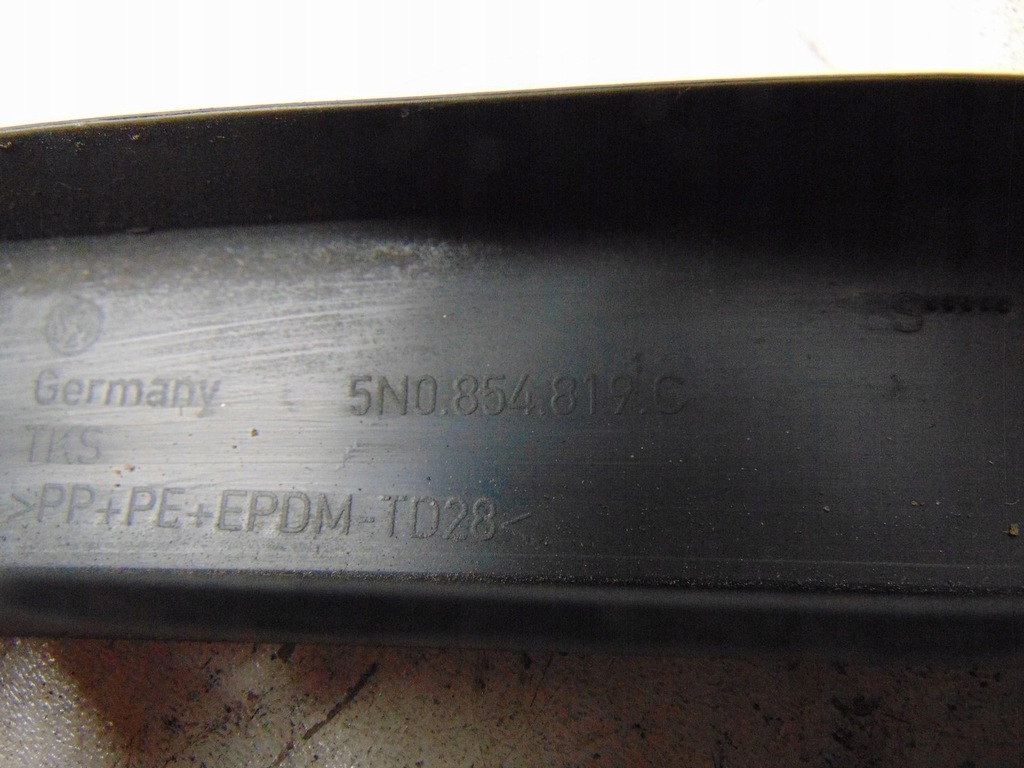 Germany
5N0.854.819.C
TKS
>PP+PE+EPDM-TD28<